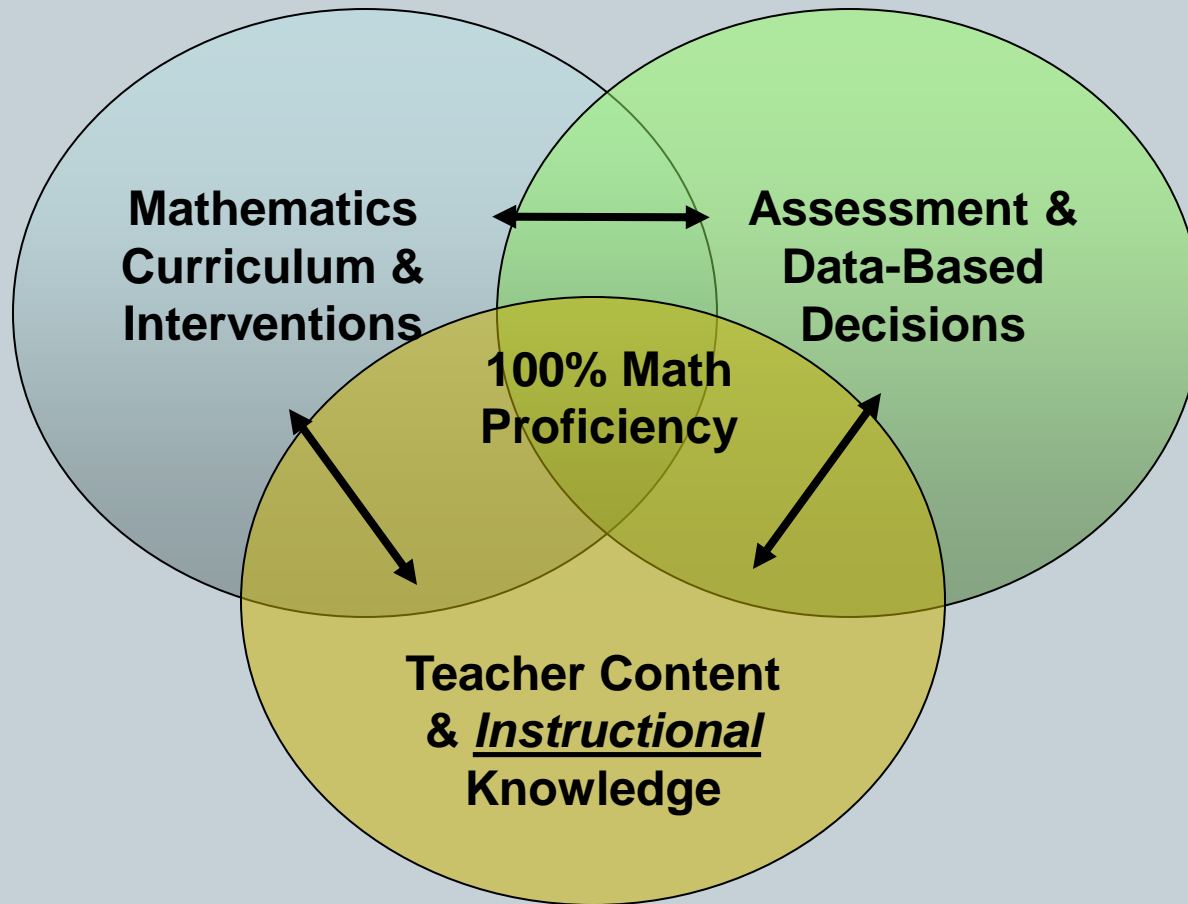 Mathematics
Curriculum &
Interventions
Assessment &
Data-Based
Decisions
100% Math
Proficiency
Teacher Content
& Instructional
Knowledge